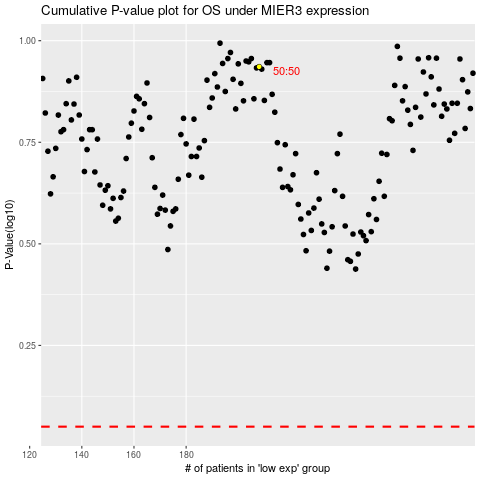 Cumulative P-value plot for OS under MIER3 expression
1.00
50:50
0.75
P-Value(log10)
0.50
0.25
120 140 160 180
# of patients in 'low exp' group